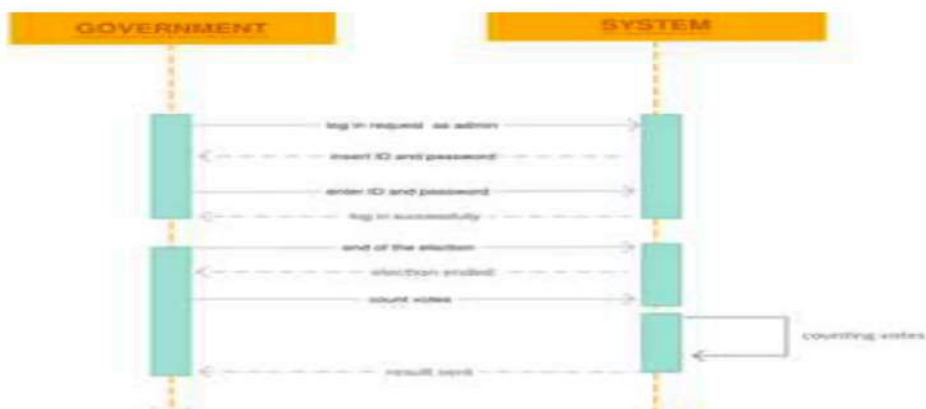 GOVERNMENT
SYSTEM
log in request as admin
insert ID and password
enter ID and password
log in successfully
end of the election
election ended
count votes
counting votes
result sent